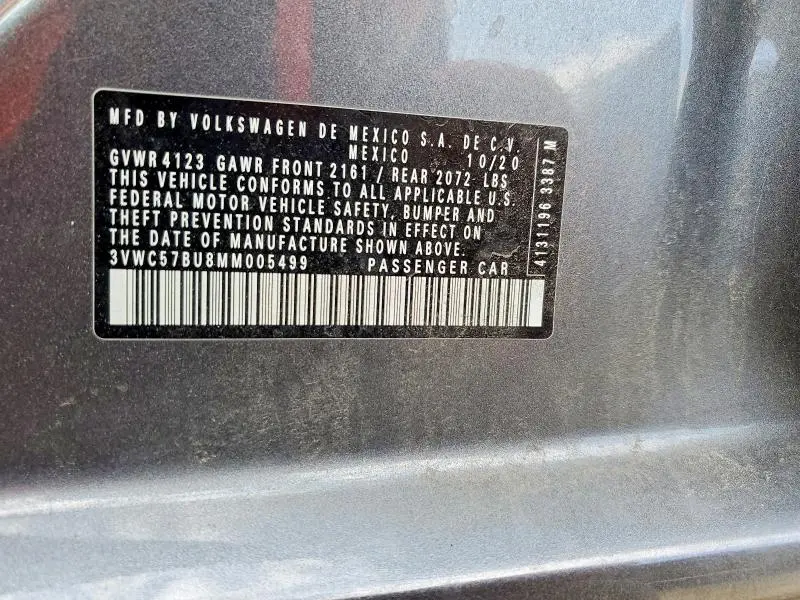 MFD BY VOLKSWAGEN DE MEXICO S.A. DE C.V.
MEXICO 10/20
GVWR 4123 GAWR FRONT 2161 / REAR 2072 LBS
THIS VEHICLE CONFORMS TO ALL APPLICABLE U.S.
FEDERAL MOTOR VEHICLE SAFETY, BUMPER AND
THEFT PREVENTION STANDARDS IN EFFECT ON
THE DATE OF MANUFACTURE SHOWN ABOVE.
3VWC57BU8MM005499 PASSENGER CAR
4131196 3387 M